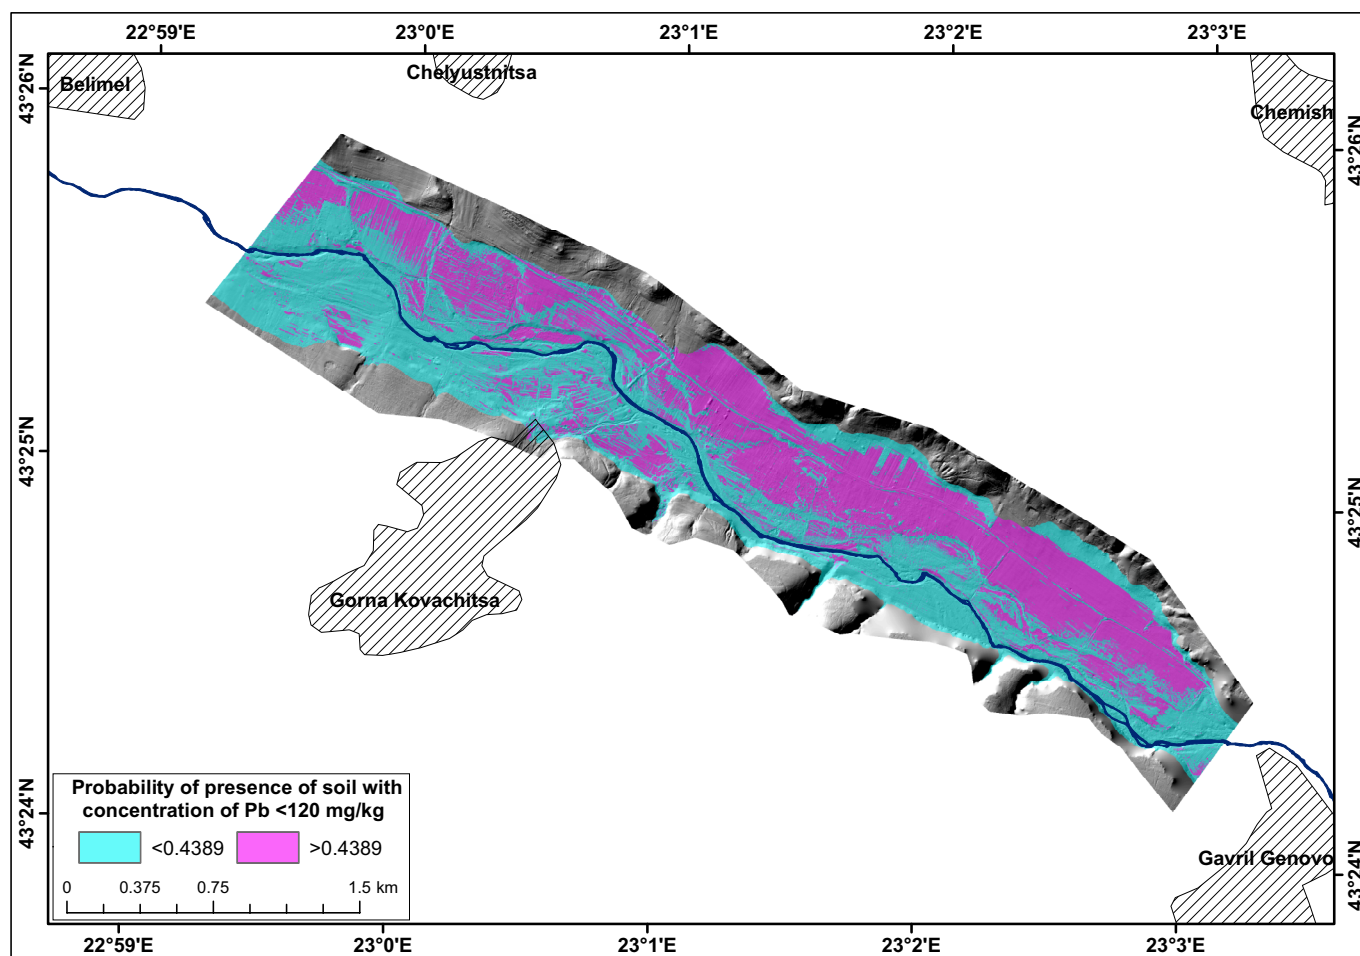 22°59'E 23°0'E 23°1'E 23°2'E 23°3'E
43°26'N
43°26'N
Belimel
Chelyustnitsa
Chemish
43°25'N
43°25'N
Gorna Kovachitsa
43°24'N
43°24'N
Gavril Genovo
Probability of presence of soil with
concentration of Pb <120 mg/kg
<0.4389 >0.4389
0 0.375 0.75 1.5 km
22°59'E 23°0'E 23°1'E 23°2'E 23°3'E